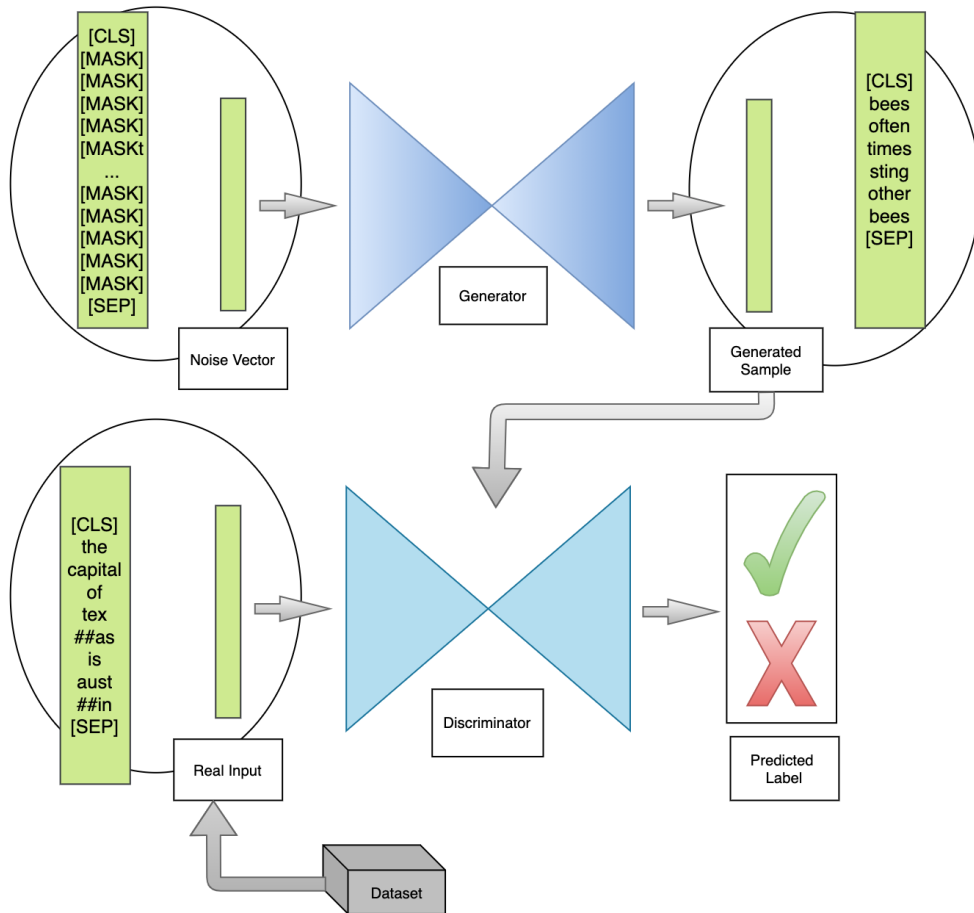 [CLS]
[MASK]
[MASK]
[MASK]
[MASK]
[MASKt
...
[MASK]
[MASK]
[MASK]
[MASK]
[MASK]
[SEP]
Noise Vector
Generator
[CLS]
bees
often
times
sting
other
bees
[SEP]
Generated
Sample
[CLS]
the
capital
of
tex
##as
is
aust
##in
[SEP]
Real Input
Discriminator
Predicted
Label
Dataset